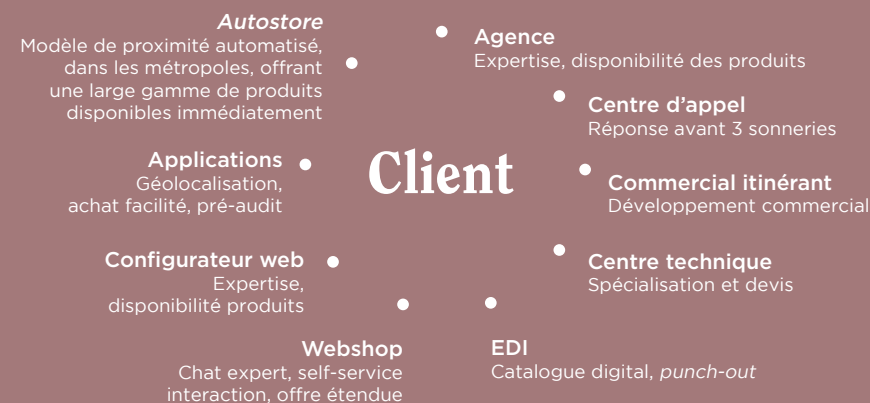 Autostore
Modèle de proximité automatisé,
dans les métropoles, offrant
une large gamme de produits
disponibles immédiatement
Agence
Expertise, disponibilité des produits
Centre d’appel
Réponse avant 3 sonneries
Applications
Géolocalisation,
achat facilité, pré-audit
Client
Commercial itinérant
Développement commercial
Configurateur web
Expertise,
disponibilité produits
Centre technique
Spécialisation et devis
Webshop
Chat expert, self-service
interaction, offre étendue
EDI
Catalogue digital, punch-out